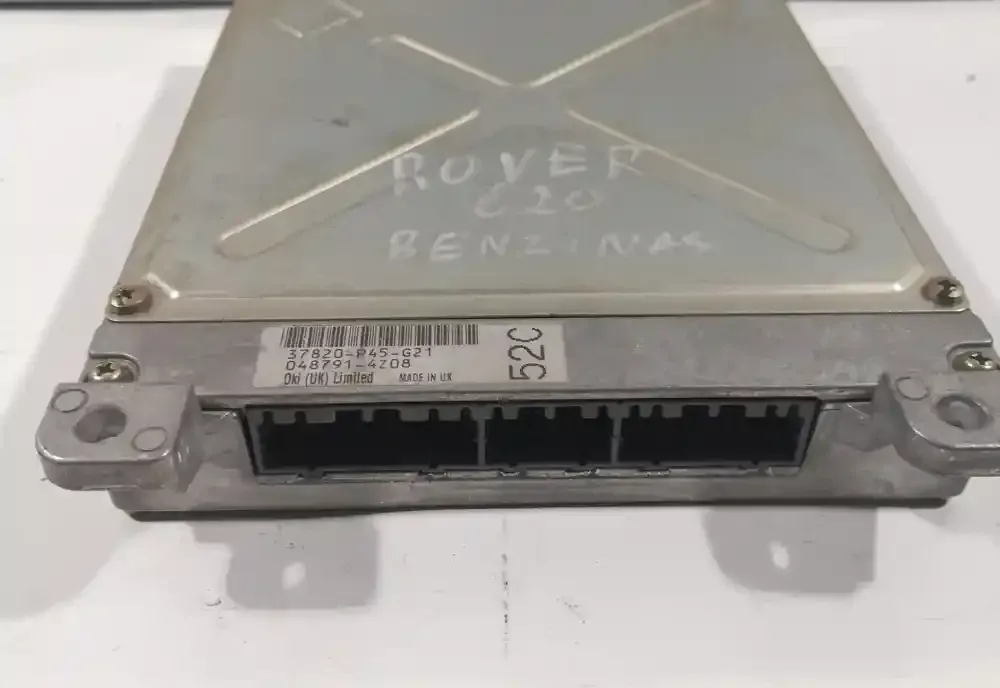 ROVER
620
BENZINAS
37820-P45-G21
048791-4Z08
Oki (UK) Limited MADE IN UK
52C